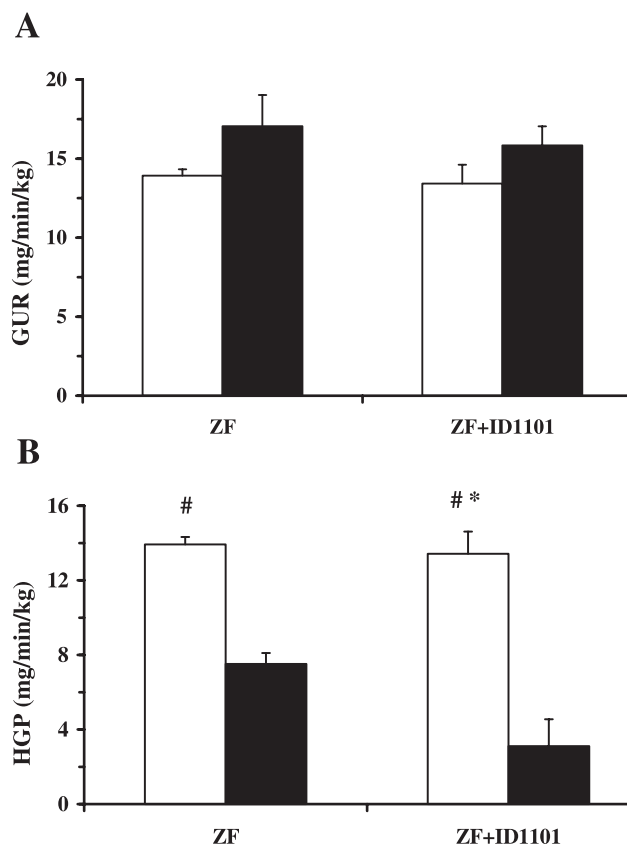 A
20
15
10
5
0
GUR (mg/min/kg)
ZF ZF+ID1101
B
16
12
8
4
0
HGP (mg/min/kg)
# # *
ZF ZF+ID1101